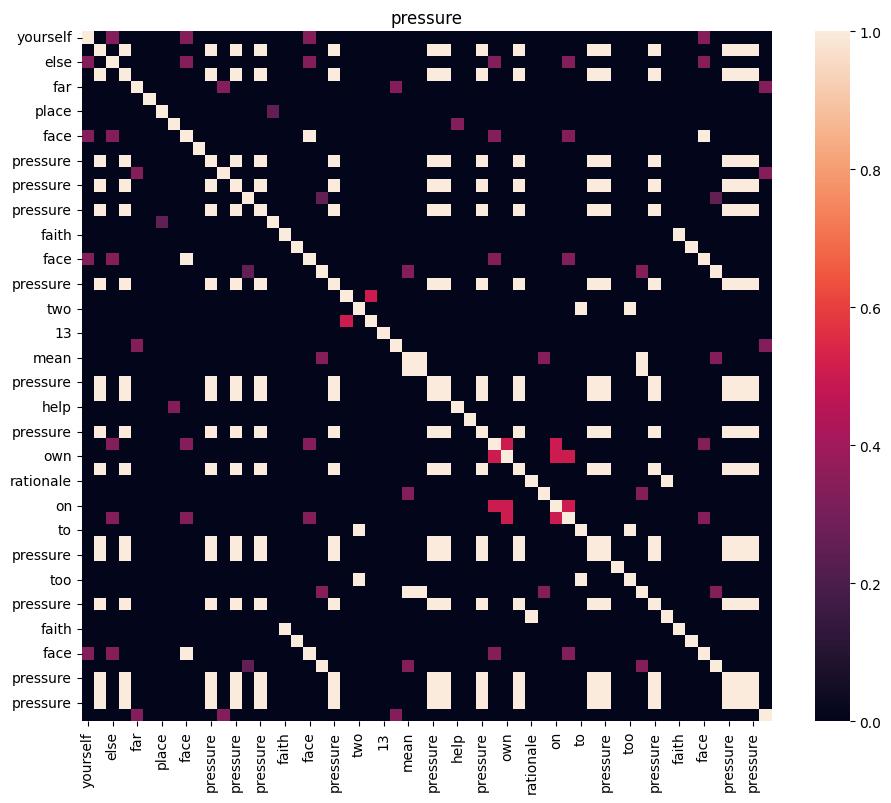 pressure
yourself
else
far
place
face
pressure
pressure
pressure
faith
face
pressure
two
13
mean
pressure
help
pressure
own
rationale
on
to
pressure
too
pressure
faith
face
pressure
pressure
yourself
else
far
place
face
pressure
pressure
pressure
faith
face
pressure
two
13
mean
pressure
help
pressure
own
rationale
on
to
pressure
too
pressure
faith
face
pressure
pressure
1.0
0.8
0.6
0.4
0.2
0.0